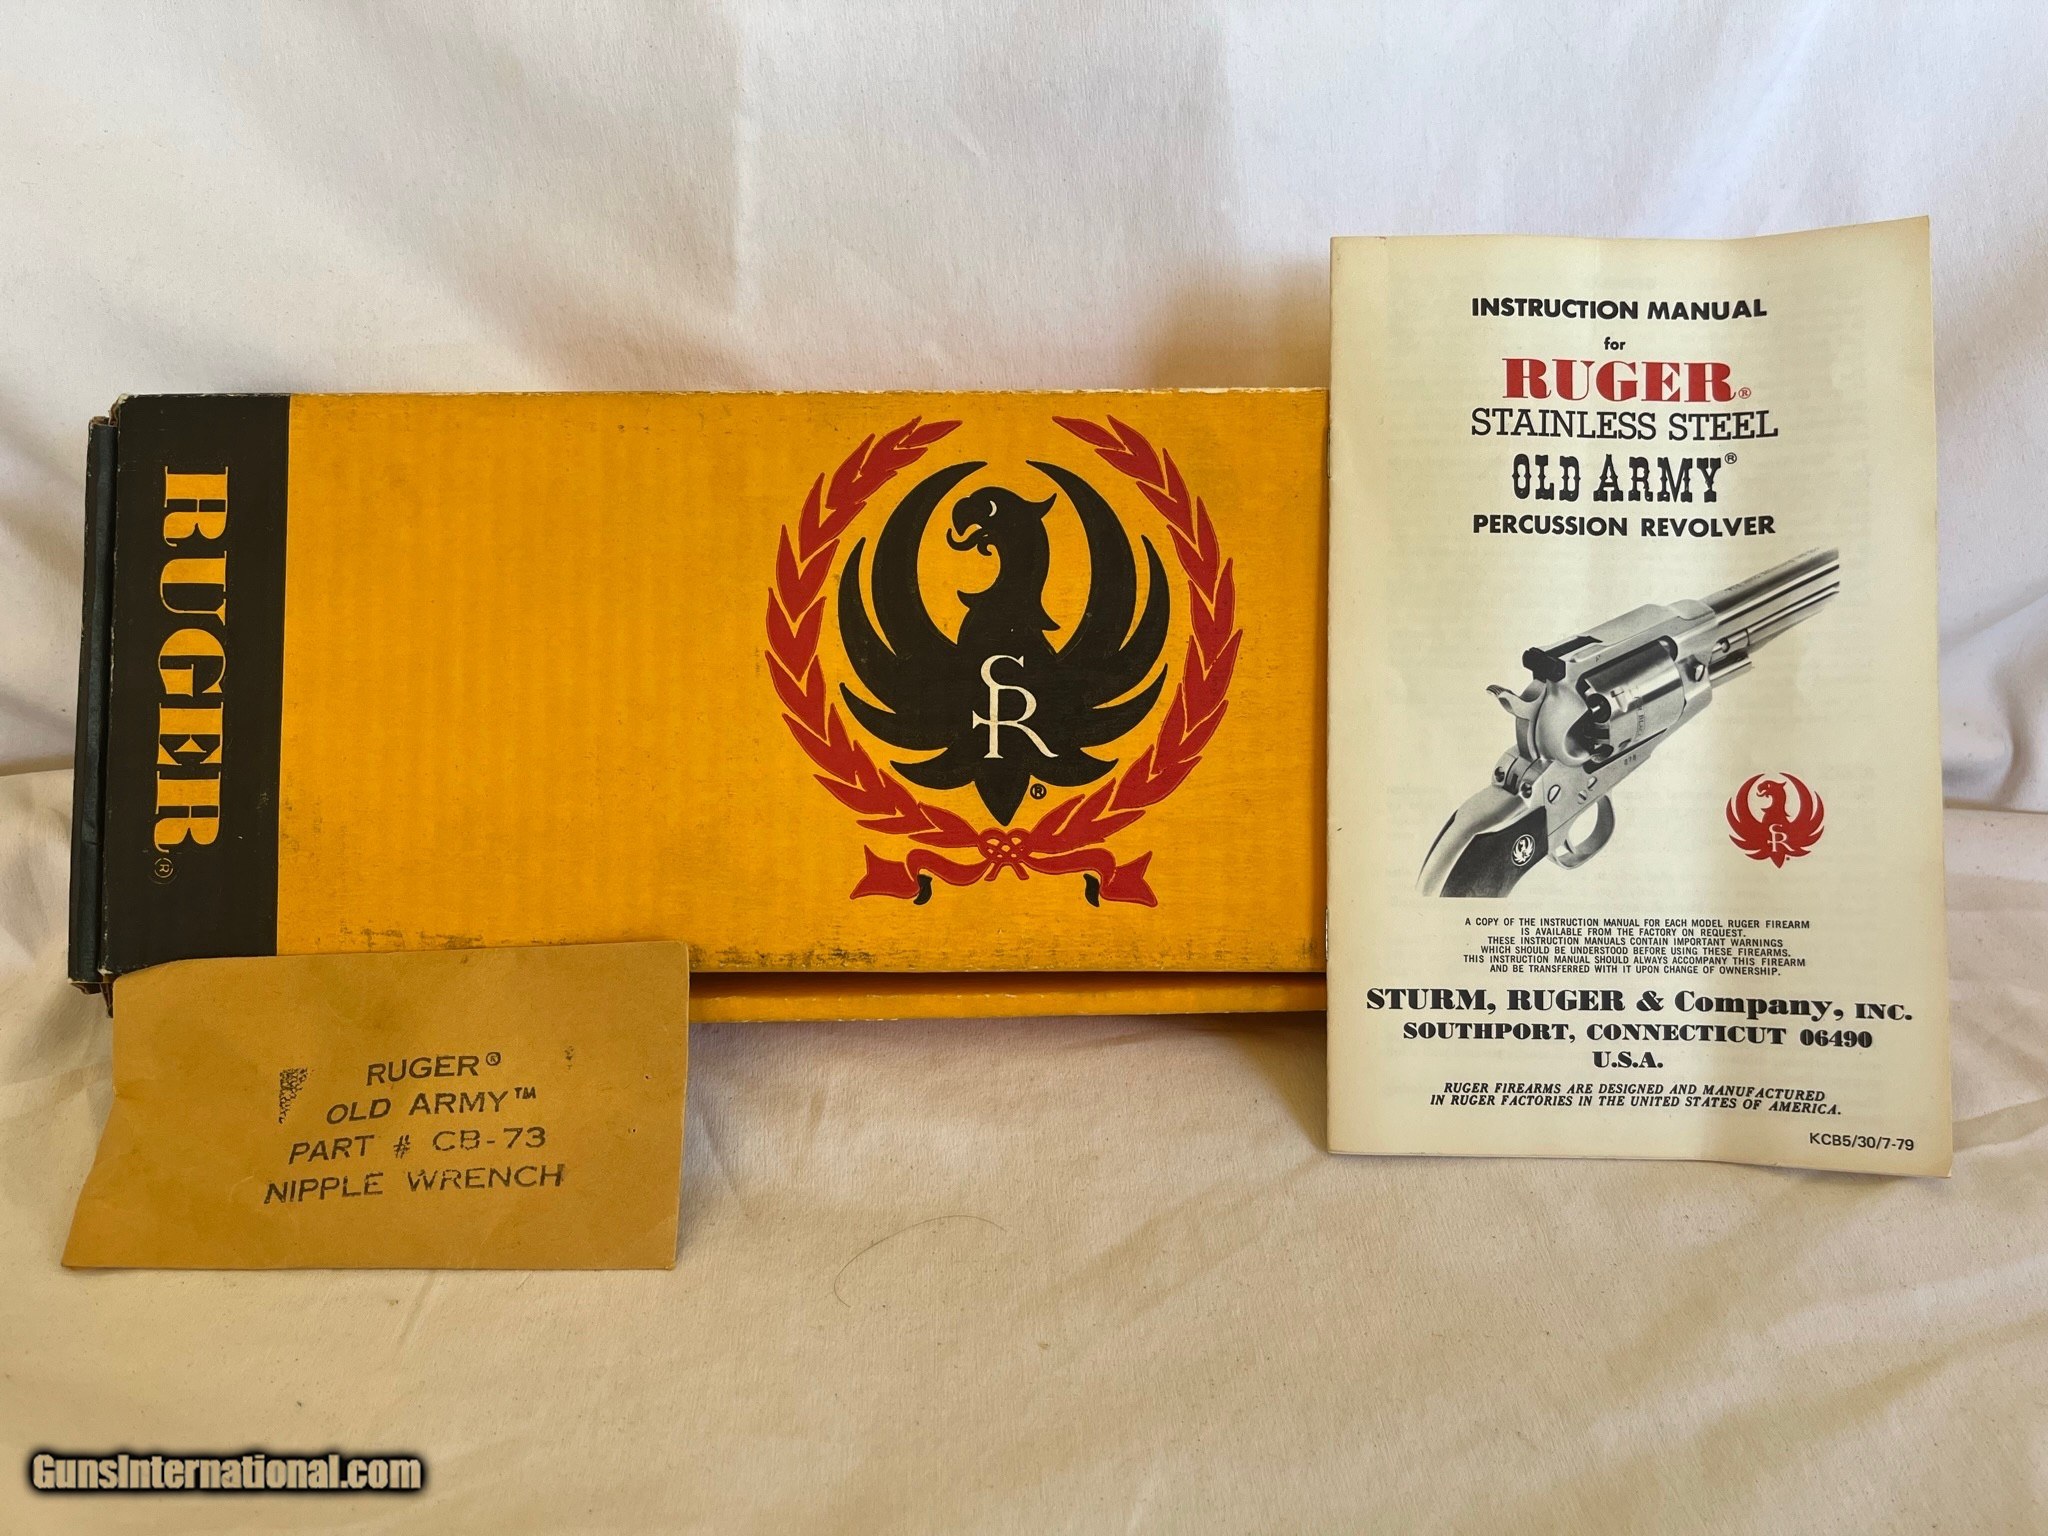 RUGER®
SR
®
INSTRUCTION MANUAL
for
RUGER®
STAINLESS STEEL
OLD ARMY®
PERCUSSION REVOLVER
SR
A COPY OF THE INSTRUCTION MANUAL FOR EACH MODEL RUGER FIREARM
IS AVAILABLE FROM THE FACTORY ON REQUEST.
THESE INSTRUCTION MANUALS CONTAIN IMPORTANT WARNINGS
WHICH SHOULD BE UNDERSTOOD BEFORE USING THESE FIREARMS.
THIS INSTRUCTION MANUAL SHOULD ALWAYS ACCOMPANY THIS FIREARM
AND BE TRANSFERRED WITH IT UPON CHANGE OF OWNERSHIP.
STURM, RUGER & Company, INC.
SOUTHPORT, CONNECTICUT 06490
U.S.A.
RUGER FIREARMS ARE DESIGNED AND MANUFACTURED
IN RUGER FACTORIES IN THE UNITED STATES OF AMERICA.
KCB5/30/7-79
RUGER®
OLD ARMY™
PART # CB-73
NIPPLE WRENCH
GunsInternational.com